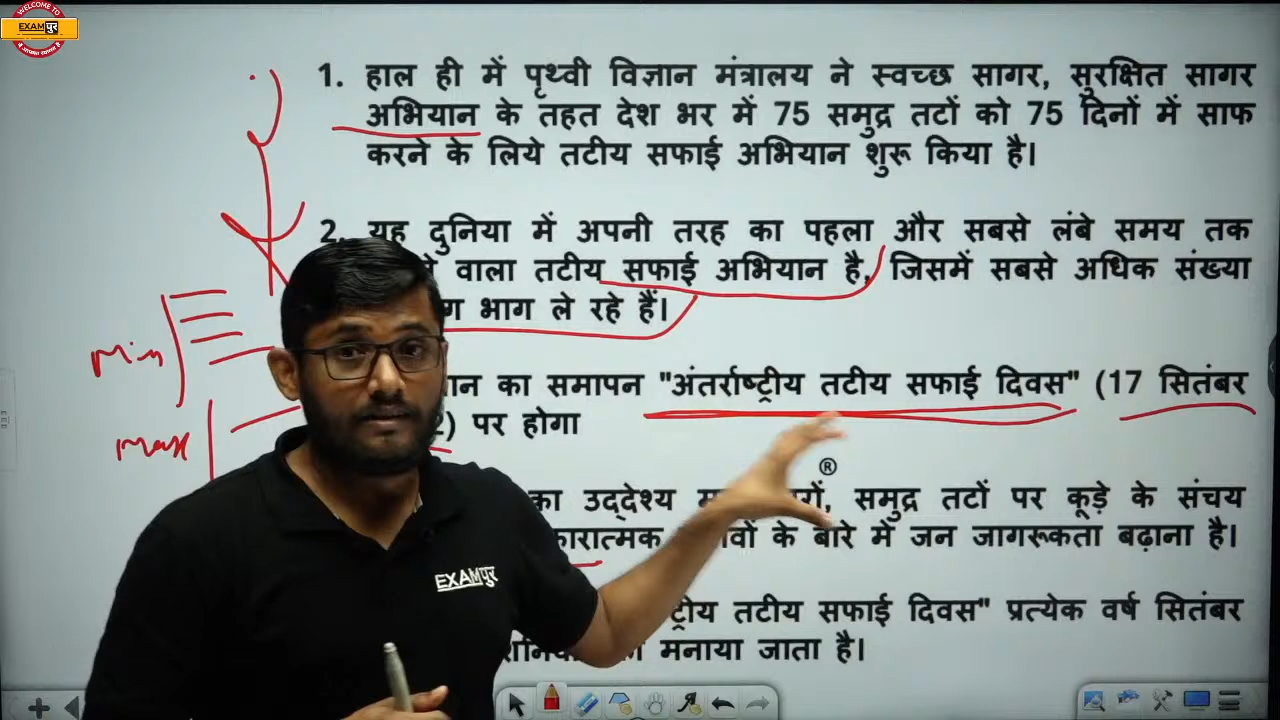 WELCOME TO
EXAMपुर
1. हाल ही में पृथ्वी विज्ञान मंत्रालय ने स्वच्छ सागर, सुरक्षित सागर
अभियान के तहत देश भर में 75 समुद्र तटों को 75 दिनों में साफ
करने के लिये तटीय सफाई अभियान शुरू किया है।
2. यह दुनिया में अपनी तरह का पहला और सबसे लंबे समय तक
वाला तटीय सफाई अभियान है, जिसमें सबसे अधिक संख्या
भाग ले रहे हैं।
Min
का समापन "अंतर्राष्ट्रीय तटीय सफाई दिवस" (17 सितंबर
) पर होगा
max
®
का उद्देश्य समुद्र तटों पर कूड़े के संचय
के बारे में जन जागरूकता बढ़ाना है।
EXAMपुर
तटीय सफाई दिवस" प्रत्येक वर्ष सितंबर
मनाया जाता है।